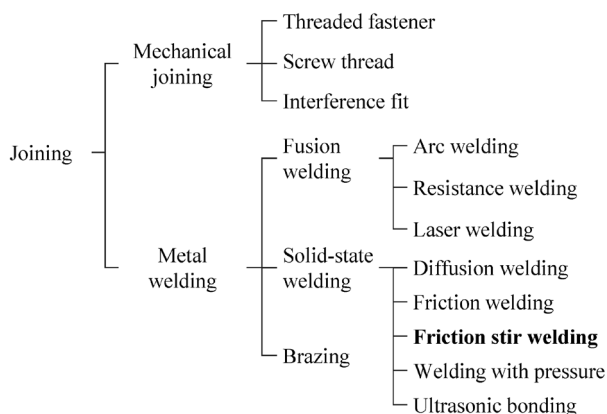 Joining
Mechanical
joining
Threaded fastener
Screw thread
Interference fit
Metal
welding
Fusion
welding
Arc welding
Resistance welding
Laser welding
Solid-state
welding
Diffusion welding
Friction welding
Friction stir welding
Welding with pressure
Ultrasonic bonding
Brazing